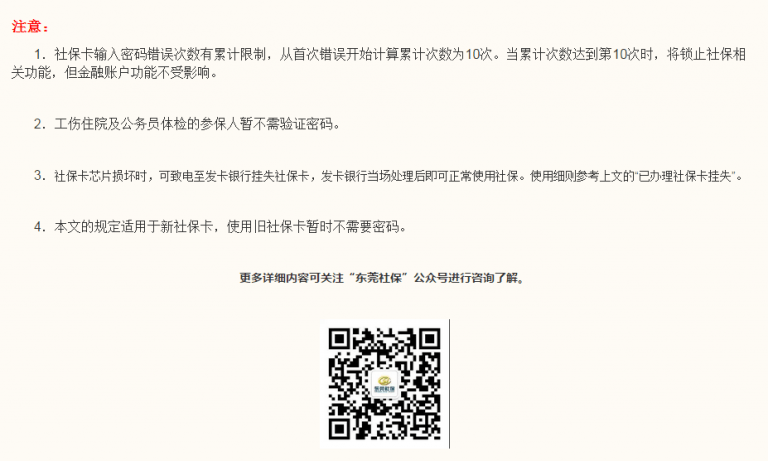 注意：
1．社保卡输入密码错误次数有累计限制，从首次错误开始计算累计次数为10次。当累计次数达到第10次时，将锁止社保相
关功能，但金融账户功能不受影响。
2．工伤住院及公务员体检的参保人暂不需验证密码。
3．社保卡芯片损坏时，可致电至发卡银行挂失社保卡，发卡银行当场处理后即可正常使用社保。使用细则参考上文的“已办理社保卡挂失”。
4．本文的规定适用于新社保卡，使用旧社保卡暂时不需要密码。
更多详细内容可关注“东莞社保”公众号进行咨询了解。